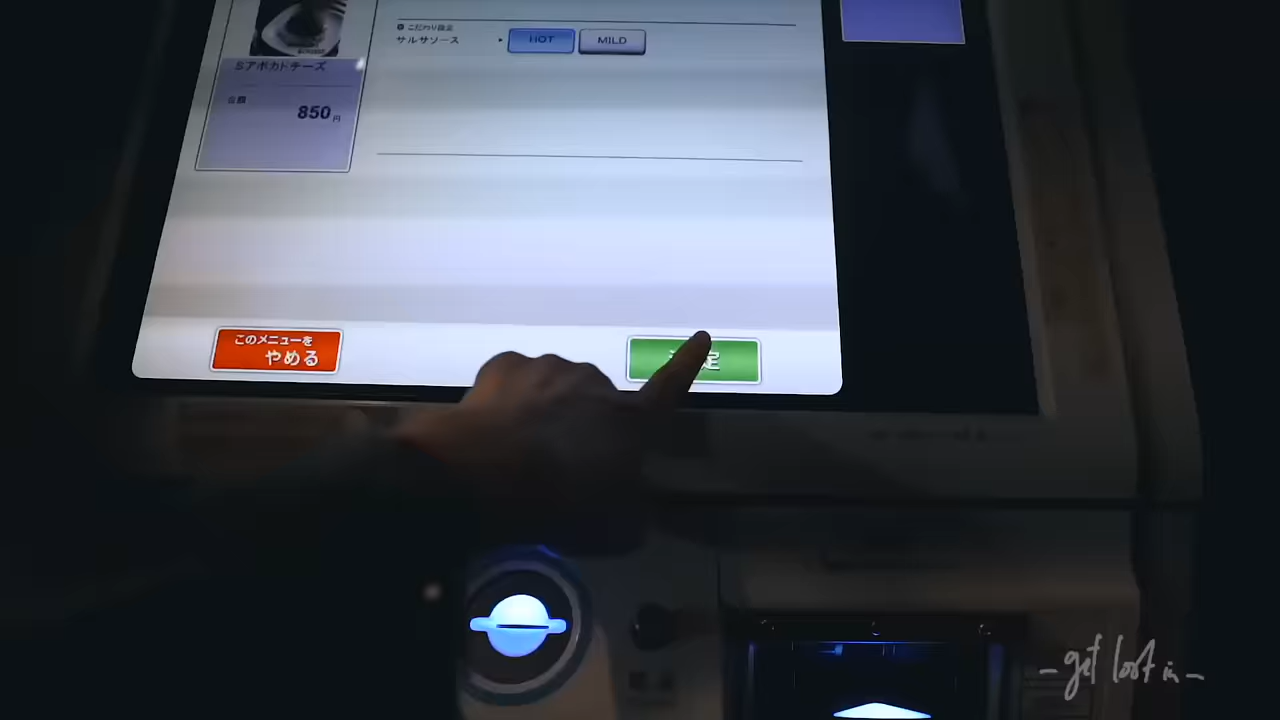 こだわり設定
サルサソース
HOT
MILD
Sアボカドチーズ
金額
850円
このメニューを
やめる
定
-get lost in-